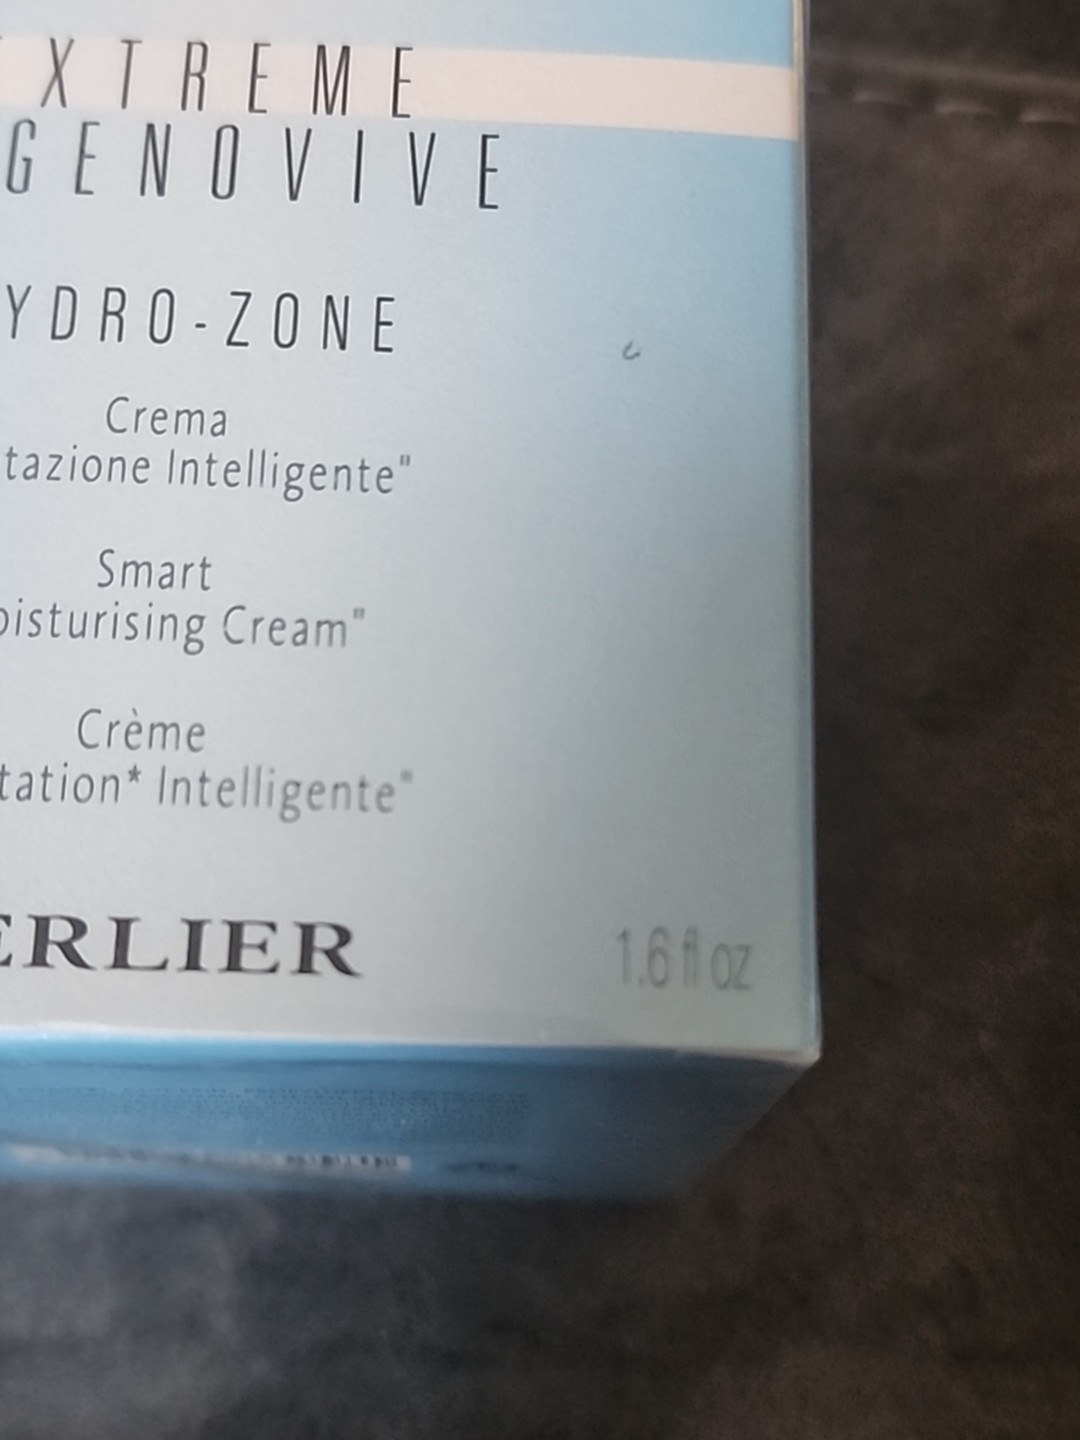 XTREME
GENOVIVE
YDRO-ZONE
Crema
tazione Intelligente"
Smart
oisturising Cream"
Crème
tation* Intelligente"
ERLIER
1.6 fl oz